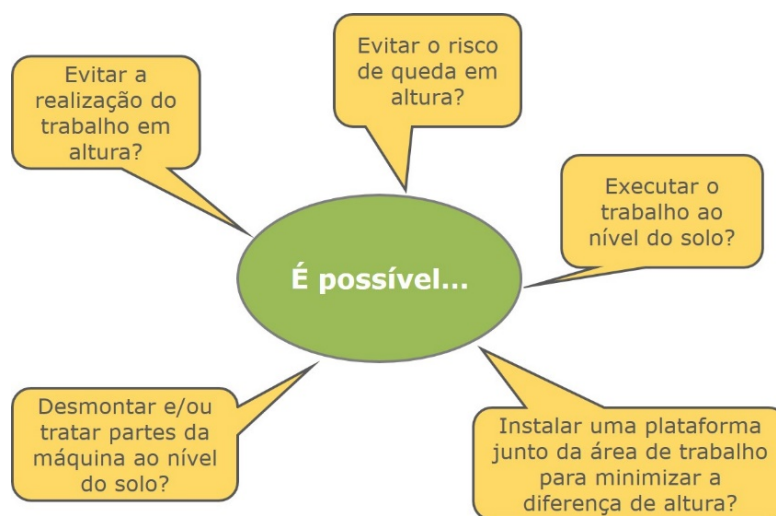 Evitar a
realização do
trabalho em
altura?
Evitar o risco
de queda em
altura?
Executar o
trabalho ao
nível do solo?
É possível...
Desmontar e/ou
tratar partes da
máquina ao nível
do solo?
Instalar uma plataforma
junto da área de trabalho
para minimizar a
diferença de altura?